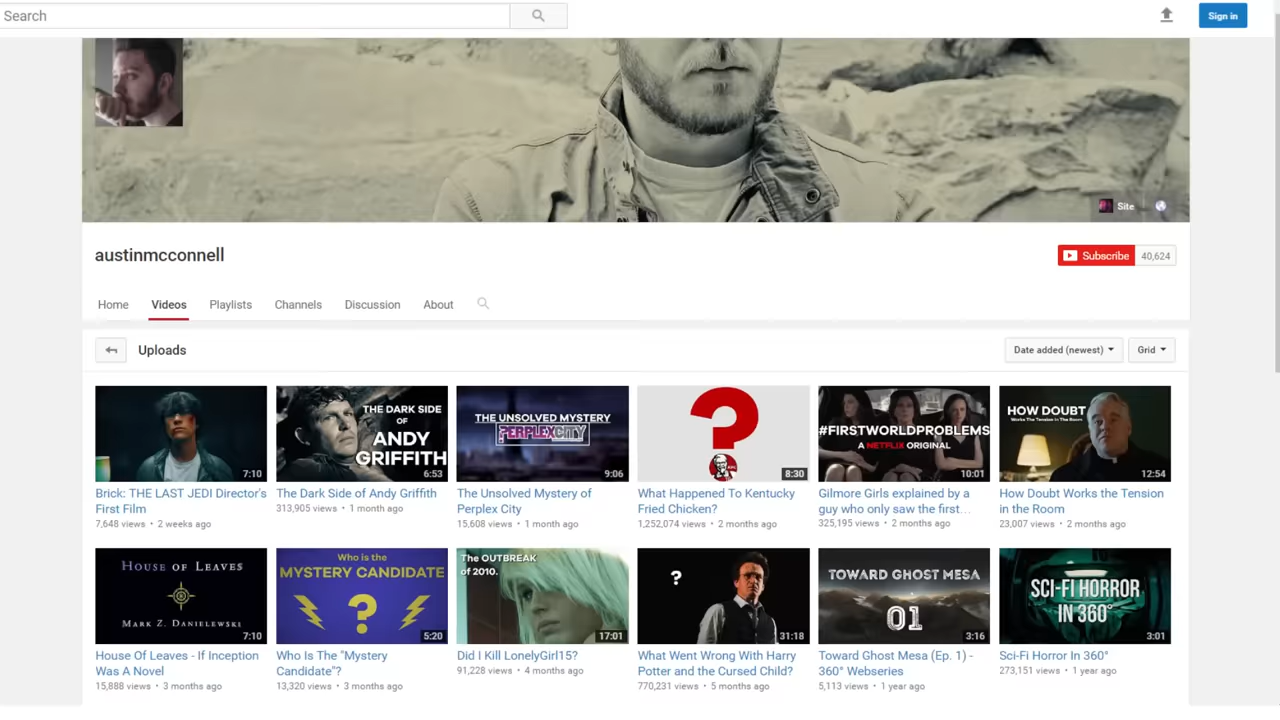 Search
Sign in
Site
austinmcconnell
Subscribe 40,624
Home Videos Playlists Channels Discussion About
Uploads
Date added (newest) Grid
7:10
THE DARK SIDE
OF
ANDY
GRIFFITH
6:53
THE UNSOLVED MYSTERY
PERPLEXCITY
9:06
?
KFC
8:30
#FIRSTWORLDPROBLEMS
A NETFLIX ORIGINAL
10:01
HOW DOUBT
Works The Tension In The Room
12:54
Brick: THE LAST JEDI Director's
First Film
7,648 views • 2 weeks ago
The Dark Side of Andy Griffith
313,905 views • 1 month ago
The Unsolved Mystery of
Perplex City
15,608 views • 1 month ago
What Happened To Kentucky
Fried Chicken?
1,252,074 views • 2 months ago
Gilmore Girls explained by a
guy who only saw the first...
325,195 views • 2 months ago
How Doubt Works the Tension
in the Room
23,007 views • 2 months ago
HOUSE OF LEAVES
MARK Z. DANIELEWSKI
7:10
Who is the
MYSTERY CANDIDATE
?
5:20
The OUTBREAK
of 2010.
17:01
?
31:18
TOWARD GHOST MESA
01
3:16
SCI-FI HORROR
IN 360°
3:01
House Of Leaves - If Inception
Was A Novel
15,888 views • 3 months ago
Who Is The "Mystery
Candidate"?
13,320 views • 3 months ago
Did I Kill LonelyGirl15?
91,228 views • 4 months ago
What Went Wrong With Harry
Potter and the Cursed Child?
770,231 views • 5 months ago
Toward Ghost Mesa (Ep. 1) -
360° Webseries
5,113 views • 1 year ago
Sci-Fi Horror In 360°
273,151 views • 1 year ago